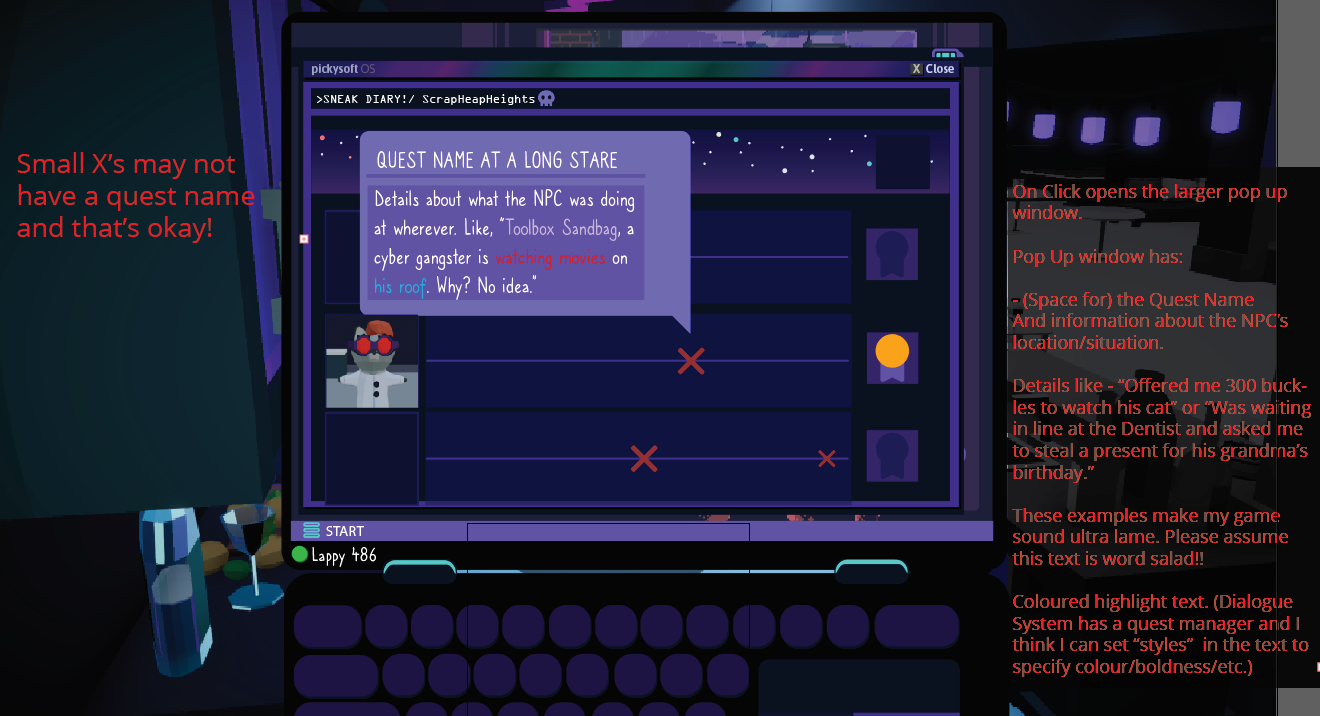 pickysoft OS
X Close
>SNEAK DIARY!/ ScrapHeapHeights
Small X's may not
have a quest name
and that's okay!
QUEST NAME AT A LONG STARE
Details about what the NPC was doing
at wherever. Like, "Toolbox Sandbag, a
cyber gangster is watching movies on
his roof. Why? No idea."
START
Lappy 486
On Click opens the larger pop up
window.
Pop Up window has:
- (Space for) the Quest Name
And information about the NPC's
location/situation.
Details like - "Offered me 300 buck-
les to watch his cat" or "Was waiting
in line at the Dentist and asked me
to steal a present for his grandma's
birthday."
These examples make my game
sound ultra lame. Please assume
this text is word salad!!
Coloured highlight text. (Dialogue
System has a quest manager and I
think I can set "styles"  in the text to
specify colour/boldness/etc.)